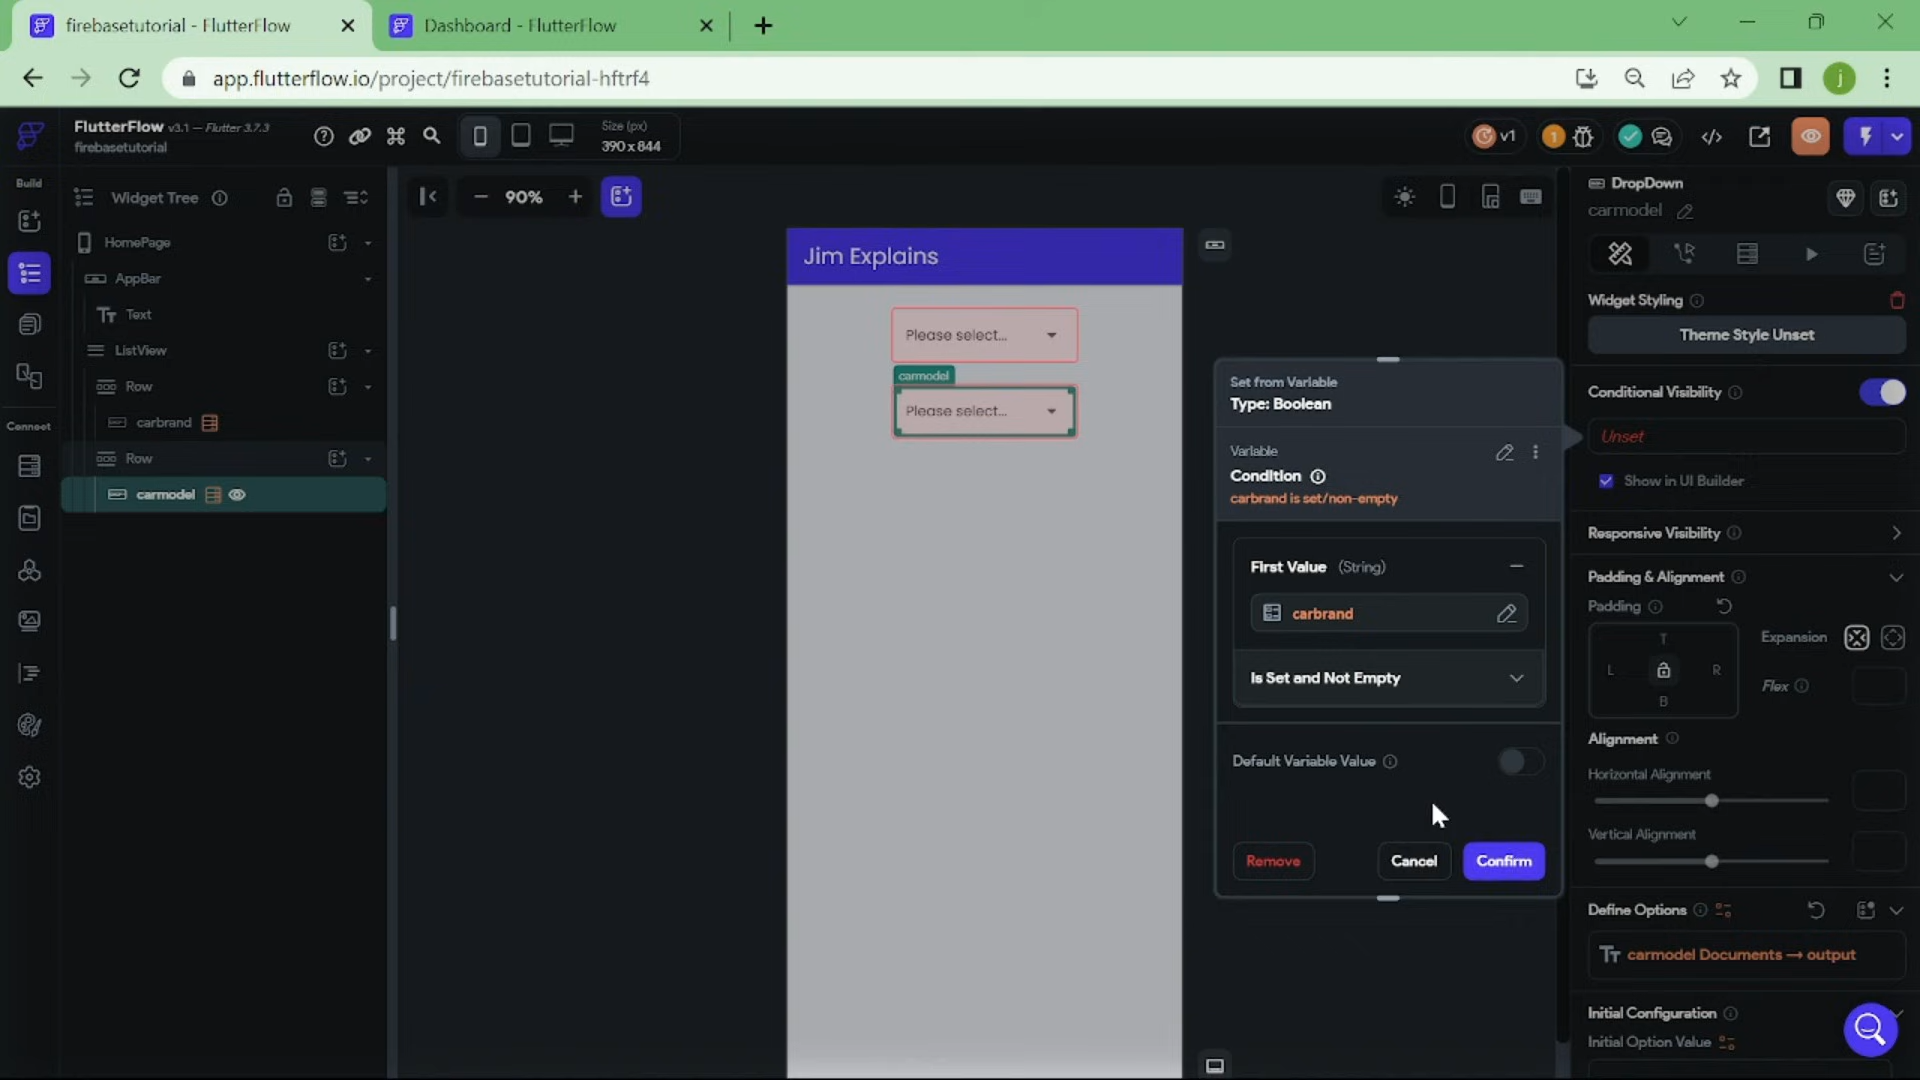 firebasetutorial - FlutterFlow
Dashboard - FlutterFlow
app.flutterflow.io/project/firebasetutorial-hftrf4
j
FlutterFlow v3.1 – Flutter 3.7.3
firebasetutorial
Size (px)
390 x 844
v1
1
Build
Connect
Widget Tree
HomePage
AppBar
Text
ListView
Row
carbrand
Row
carmodel
90%
Jim Explains
Please select...
carmodel
Please select...
Set from Variable
Type: Boolean
Variable
Condition
carbrand is set/non-empty
First Value (String)
carbrand
Is Set and Not Empty
Default Variable Value
Remove
Cancel
Confirm
DropDown
carmodel
Widget Styling
Theme Style Unset
Conditional Visibility
Unset
Show in UI Builder
Responsive Visibility
Padding & Alignment
Padding
Expansion
T
L
R
B
Flex
Alignment
Horizontal Alignment
Vertical Alignment
Define Options
carmodel Documents → output
Initial Configuration
Initial Option Value